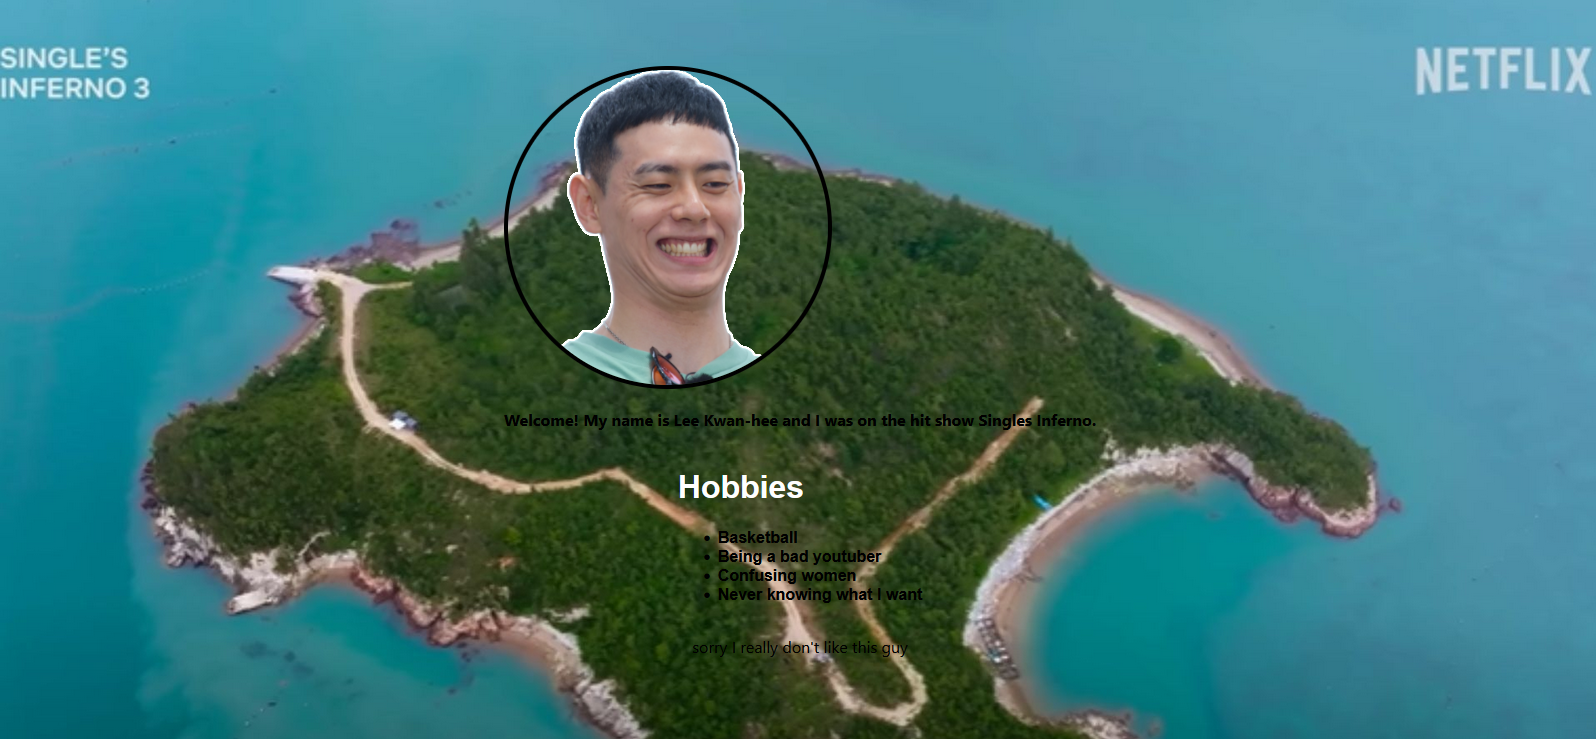 SINGLE'S
INFERNO 3
NETFLIX
Welcome! My name is Lee Kwan-hee and I was on the hit show Singles Inferno.
Hobbies
Basketball
Being a bad youtuber
Confusing women
Never knowing what I want
sorry I really don't like this guy